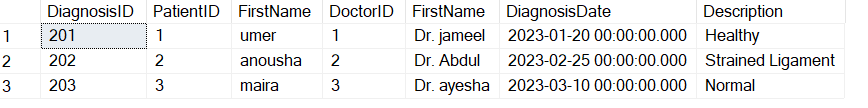 DiagnosisID PatientID FirstName DoctorID FirstName DiagnosisDate Description
1 201 1 umer 1 Dr. jameel 2023-01-20 00:00:00.000 Healthy
2 202 2 anousha 2 Dr. Abdul 2023-02-25 00:00:00.000 Strained Ligament
3 203 3 maira 3 Dr. ayesha 2023-03-10 00:00:00.000 Normal